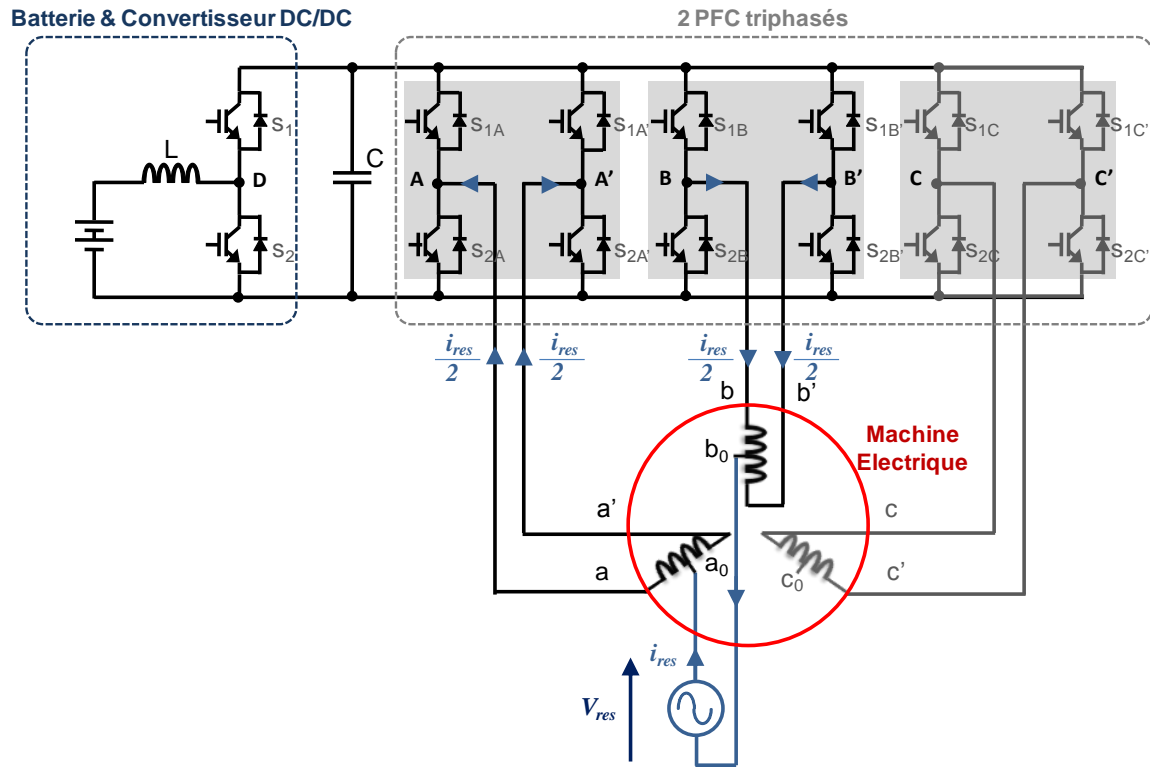 Batterie & Convertisseur DC/DC
2 PFC triphasés
S1 S1A S1A' S1B S1B' S1C S1C'
L C
D A A' B B' C C'
S2 S2A S2A' S2B S2B' S2C S2C'
ires/2 ires/2 ires/2 ires/2
b b'
Machine
Electrique
b0
a' c
a a0 c0 c'
ires
Vres